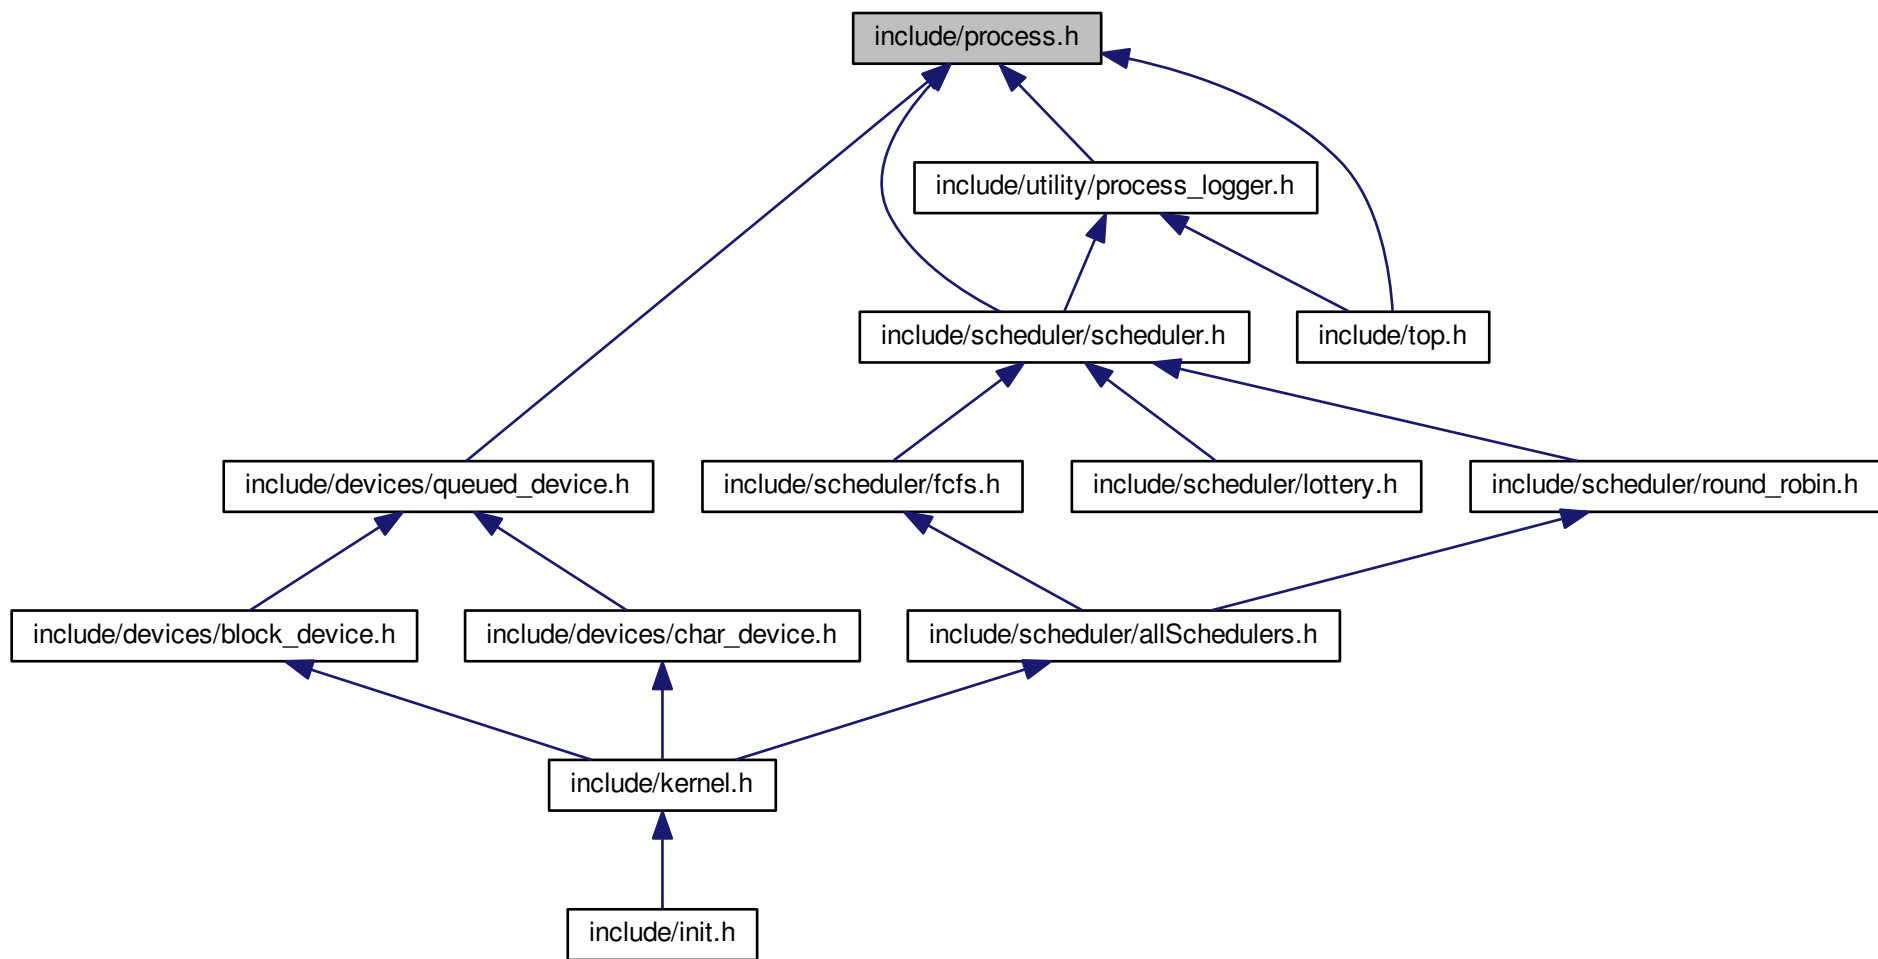 include/process.h
include/utility/process_logger.h
include/scheduler/scheduler.h
include/top.h
include/devices/queued_device.h
include/scheduler/fcfs.h
include/scheduler/lottery.h
include/scheduler/round_robin.h
include/devices/block_device.h
include/devices/char_device.h
include/scheduler/allSchedulers.h
include/kernel.h
include/init.h